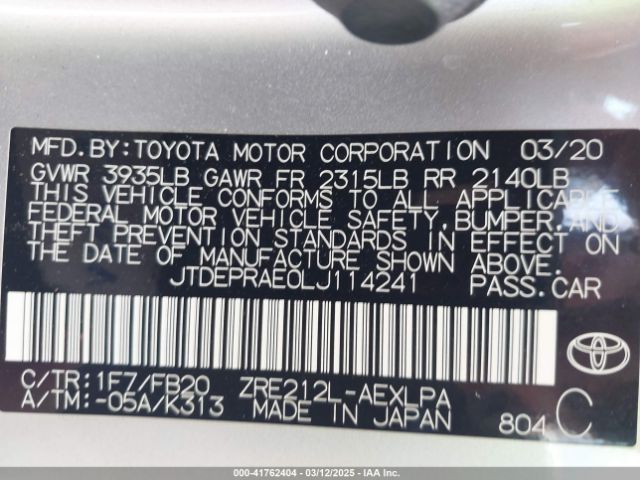 MFD.BY:TOYOTA MOTOR CORPORATION 03/20
GVWR 3935LB GAWR FR 2315LB RR 2140LB
THIS VEHICLE CONFORMS TO ALL APPLICABLE
FEDERAL MOTOR VEHICLE SAFETY, BUMPER, AND
THEFT PREVENTION STANDARDS IN EFFECT ON
THE DATE OF MANUFACTURE SHOWN ABOVE.
JTDEPRAE0LJ114241 PASS.CAR
C/TR:1F7/FB20 ZRE212L-AEXLPA
A/TM:-05A/K313 MADE IN JAPAN 804 C
TOYOTA
000-41762404 | 03/12/2025 - IAA Inc.